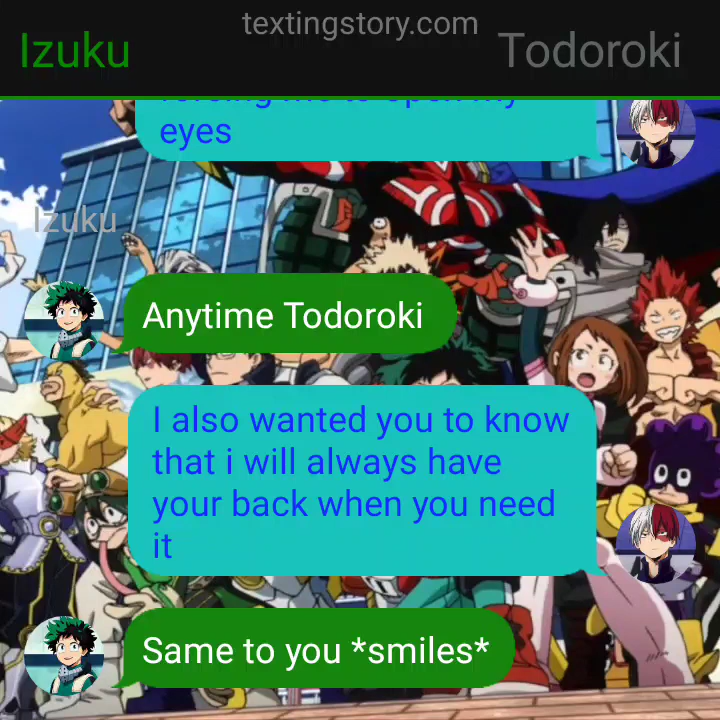 textingstory.com
Izuku
Todoroki
eyes
Izuku
Anytime Todoroki
I also wanted you to know
that i will always have
your back when you need
it
Same to you *smiles*